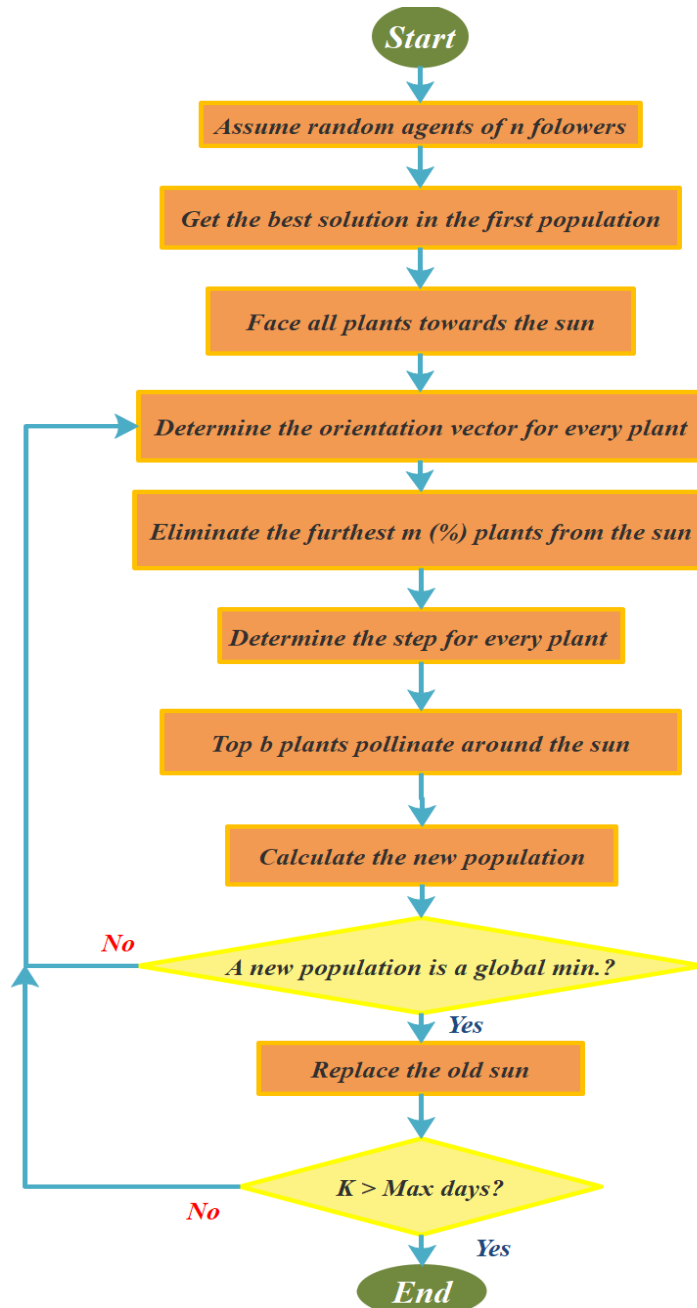 Start
Assume random agents of n folowers
Get the best solution in the first population
Face all plants towards the sun
Determine the orientation vector for every plant
Eliminate the furthest m (%) plants from the sun
Determine the step for every plant
Top b plants pollinate around the sun
Calculate the new population
No
A new population is a global min.?
Yes
Replace the old sun
K > Max days?
No
Yes
End